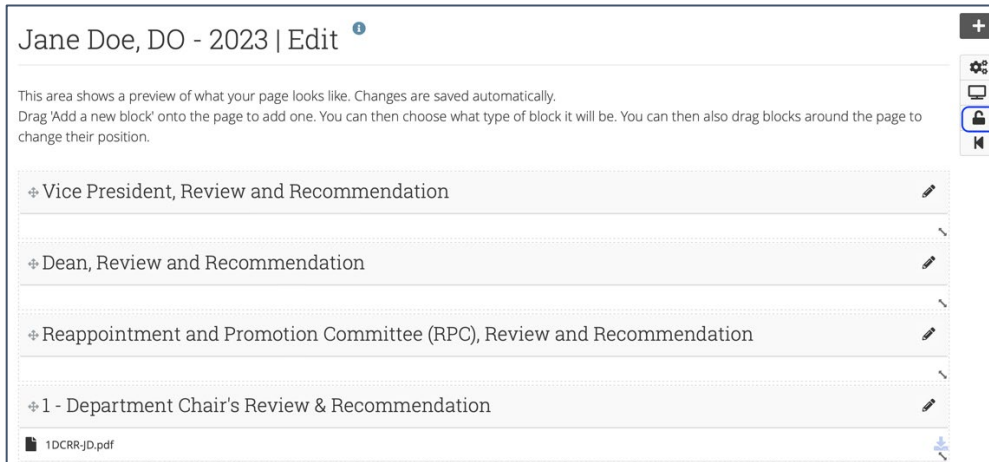 Jane Doe, DO - 2023 | Edit
This area shows a preview of what your page looks like. Changes are saved automatically.
Drag 'Add a new block' onto the page to add one. You can then choose what type of block it will be. You can then also drag blocks around the page to
change their position.
Vice President, Review and Recommendation
Dean, Review and Recommendation
Reappointment and Promotion Committee (RPC), Review and Recommendation
1 - Department Chair's Review & Recommendation
1DCRR-JD.pdf